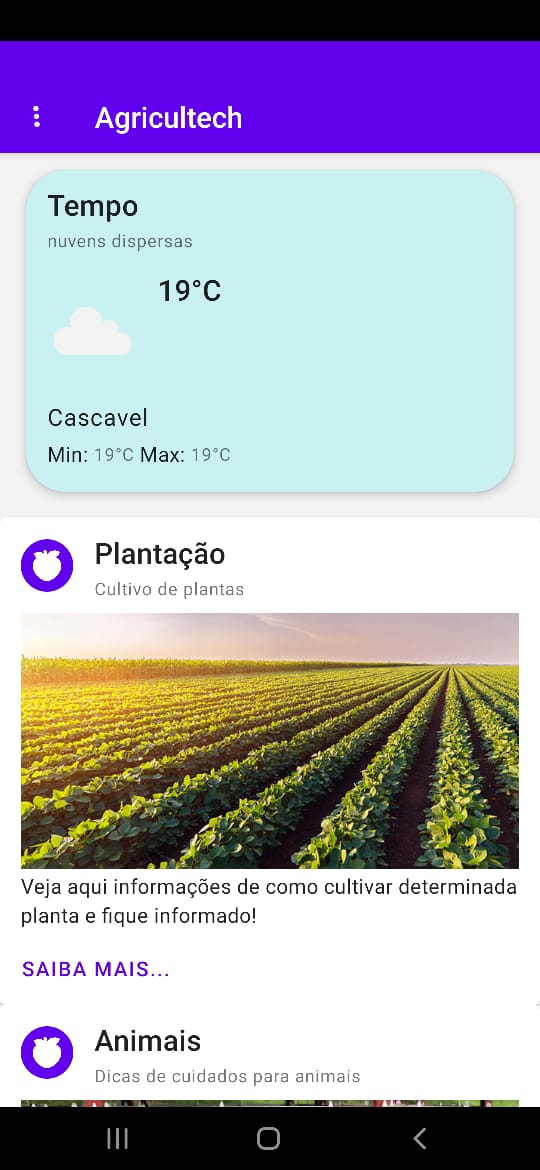 Agricultech
Tempo
nuvens dispersas
19°C
Cascavel
Min: 19°C Max: 19°C
Plantação
Cultivo de plantas
Veja aqui informações de como cultivar determinada
planta e fique informado!
SAIBA MAIS...
Animais
Dicas de cuidados para animais